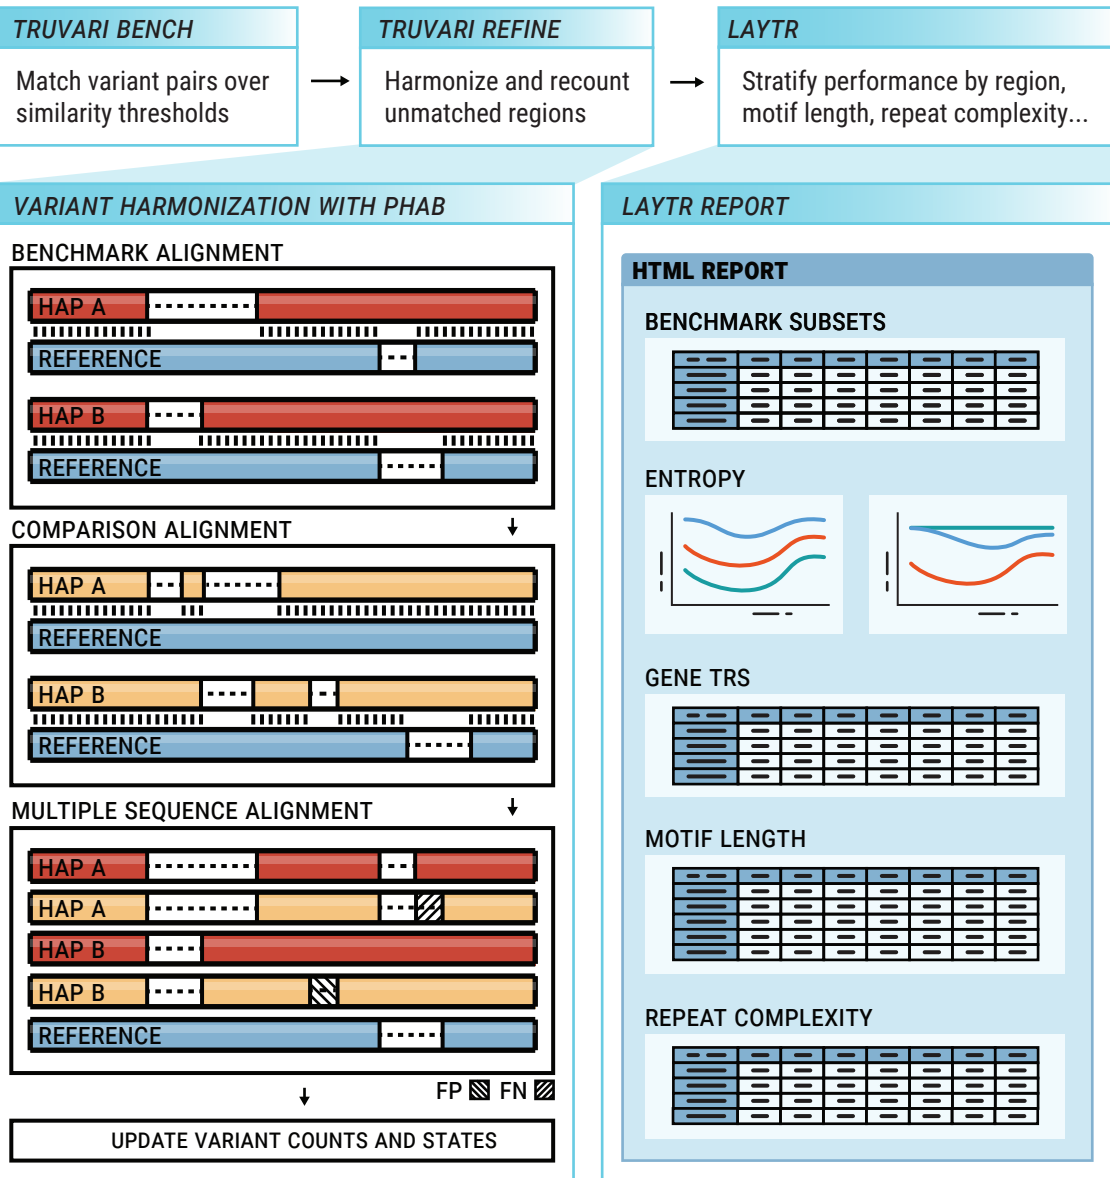 TRUVARI BENCH
Match variant pairs over
similarity thresholds
TRUVARI REFINE
Harmonize and recount
unmatched regions
LAYTR
Stratify performance by region,
motif length, repeat complexity...
VARIANT HARMONIZATION WITH PHAB
BENCHMARK ALIGNMENT
HAP A
REFERENCE
HAP B
REFERENCE
COMPARISON ALIGNMENT
HAP A
REFERENCE
HAP B
REFERENCE
MULTIPLE SEQUENCE ALIGNMENT
HAP A
HAP A
HAP B
HAP B
REFERENCE
FP FN
UPDATE VARIANT COUNTS AND STATES
LAYTR REPORT
HTML REPORT
BENCHMARK SUBSETS
ENTROPY
GENE TRS
MOTIF LENGTH
REPEAT COMPLEXITY